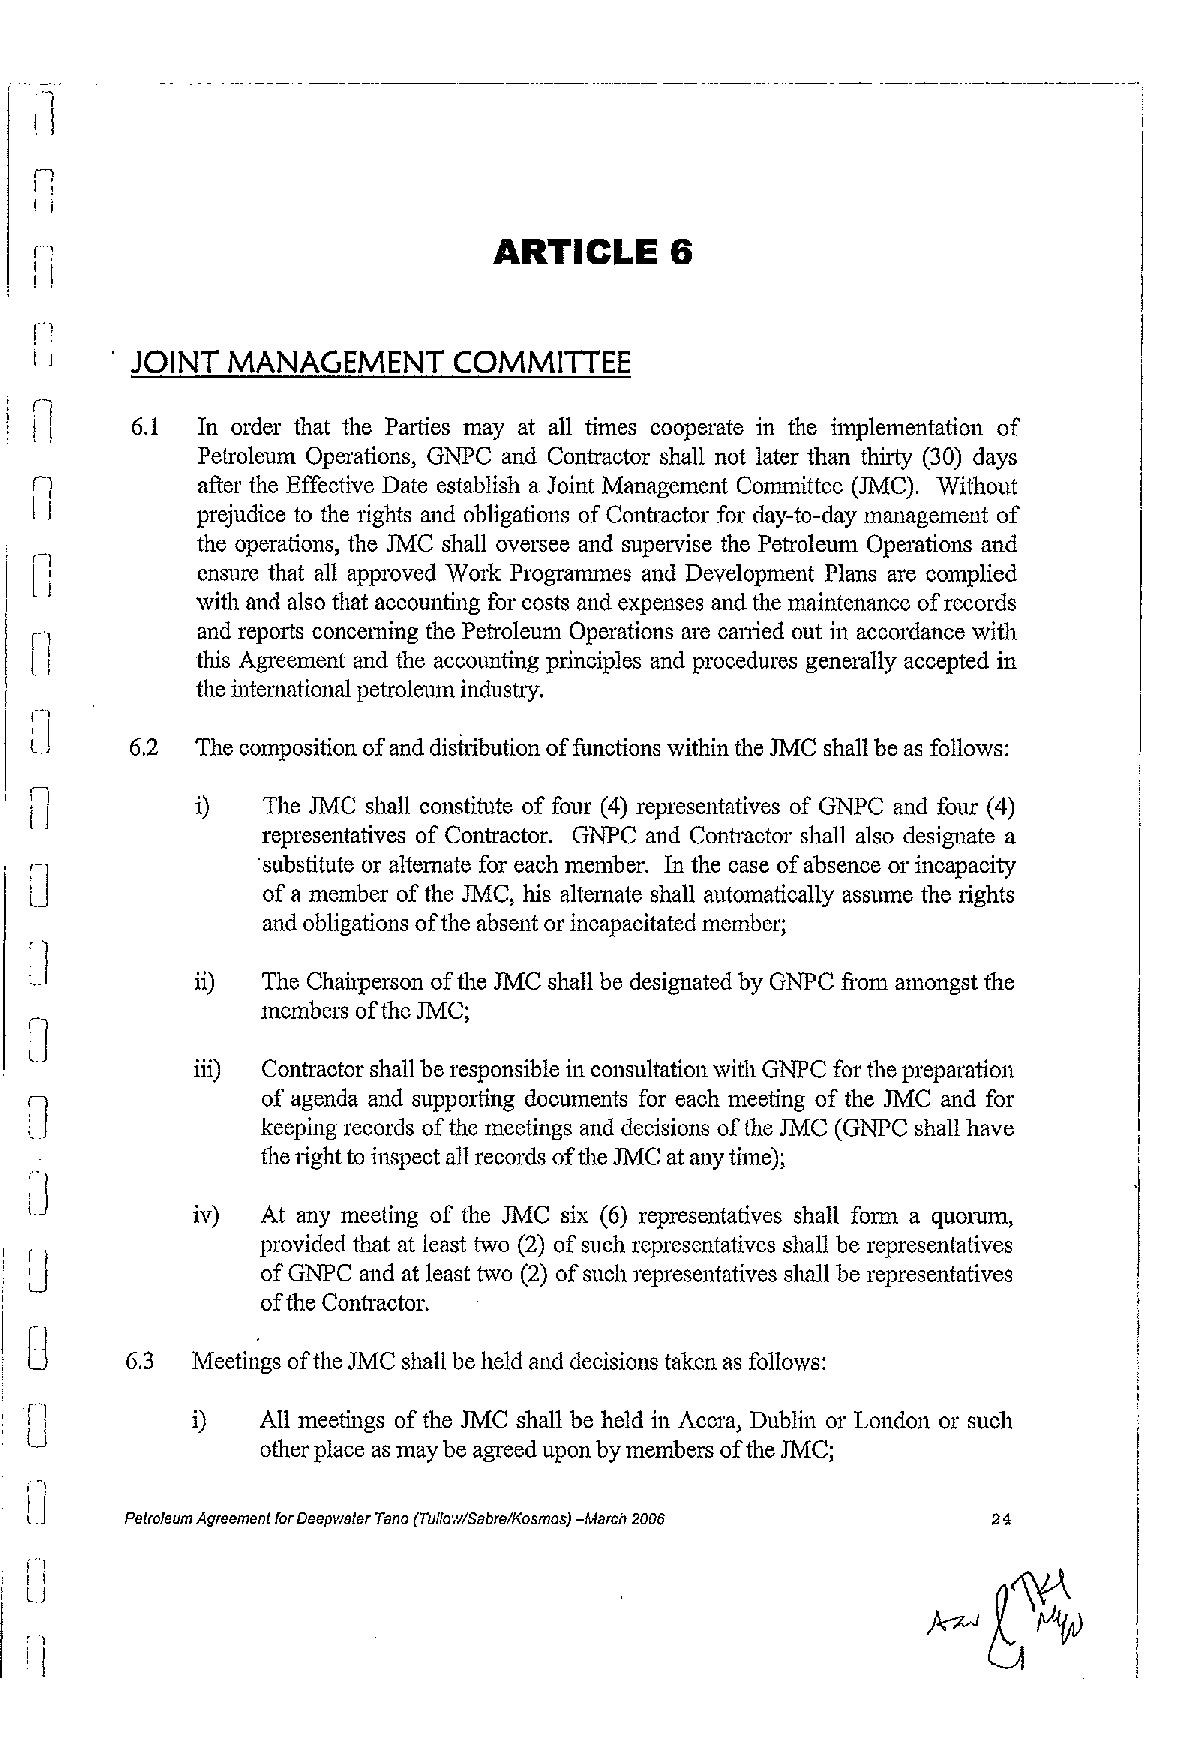 ARTICLE 6
JOINT MANAGEMENT COMMITTEE
6.1 In order that the Parties may at all times cooperate in the implementation of
Petroleum Operations, GNPC and Contractor shall not later than thirty (30) days
after the Effective Date establish a Joint Management Committee (JMC). Without
prejudice to the rights and obligations of Contractor for day-to-day management of
the operations, the JMC shall oversee and supervise the Petroleum Operations and
ensure that all approved Work Programmes and Development Plans are complied
with and also that accounting for costs and expenses and the maintenance of records
and reports concerning the Petroleum Operations are carried out in accordance with
this Agreement and the accounting principles and procedures generally accepted in
the international petroleum industry.
6.2 The composition of and distribution of functions within the JMC shall be as follows:
i) The JMC shall constitute of four (4) representatives of GNPC and four (4)
representatives of Contractor. GNPC and Contractor shall also designate a
substitute or alternate for each member. In the case of absence or incapacity
of a member of the JMC, his alternate shall automatically assume the rights
and obligations of the absent or incapacitated member;
ii) The Chairperson of the JMC shall be designated by GNPC from amongst the
members of the JMC;
iii) Contractor shall be responsible in consultation with GNPC for the preparation
of agenda and supporting documents for each meeting of the JMC and for
keeping records of the meetings and decisions of the JMC (GNPC shall have
the right to inspect all records of the JMC at any time);
iv) At any meeting of the JMC six (6) representatives shall form a quorum,
provided that at least two (2) of such representatives shall be representatives
of GNPC and at least two (2) of such representatives shall be representatives
of the Contractor.
6.3 Meetings of the JMC shall be held and decisions taken as follows:
i) All meetings of the JMC shall be held in Accra, Dublin or London or such
other place as may be agreed upon by members of the JMC;
Petroleum Agreement for Deepwater Tano (Tullow/Sabre/Kosmos) –March 2006 24